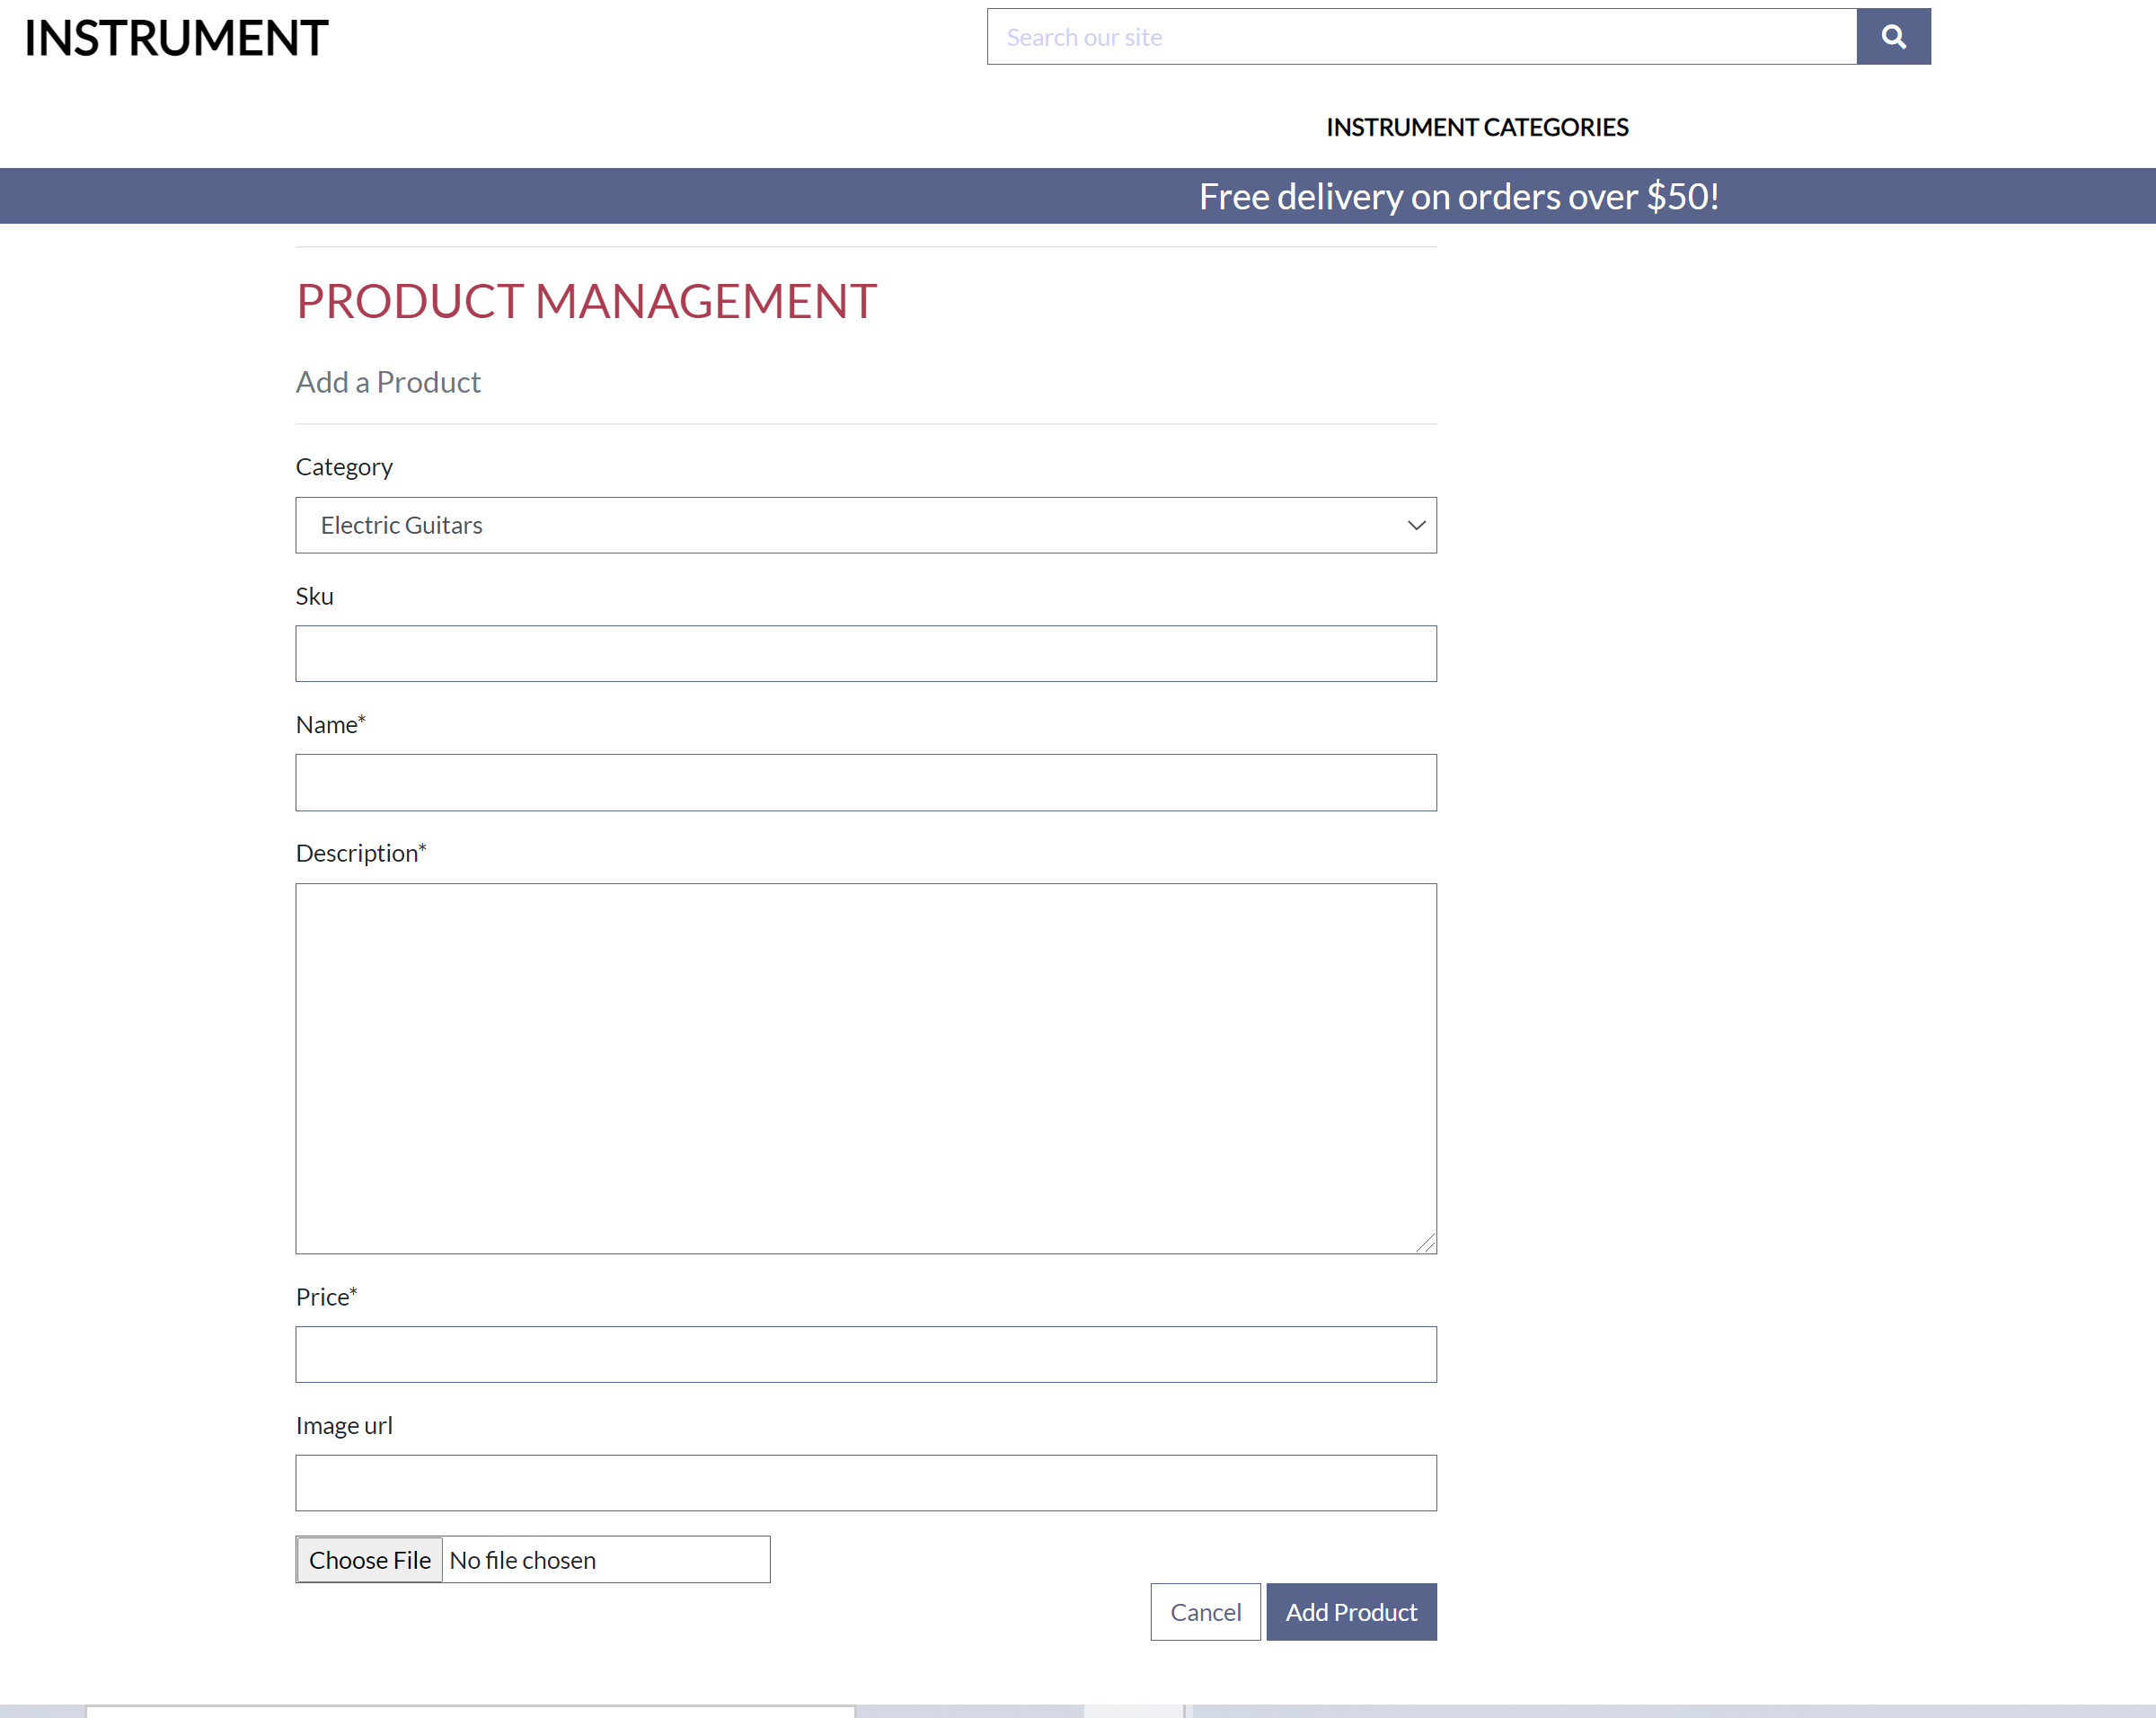 INSTRUMENT
Search our site
INSTRUMENT CATEGORIES
Free delivery on orders over $50!
PRODUCT MANAGEMENT
Add a Product
Category
Electric Guitars
Sku
Name*
Description*
Price*
Image url
Choose File No file chosen
Cancel Add Product